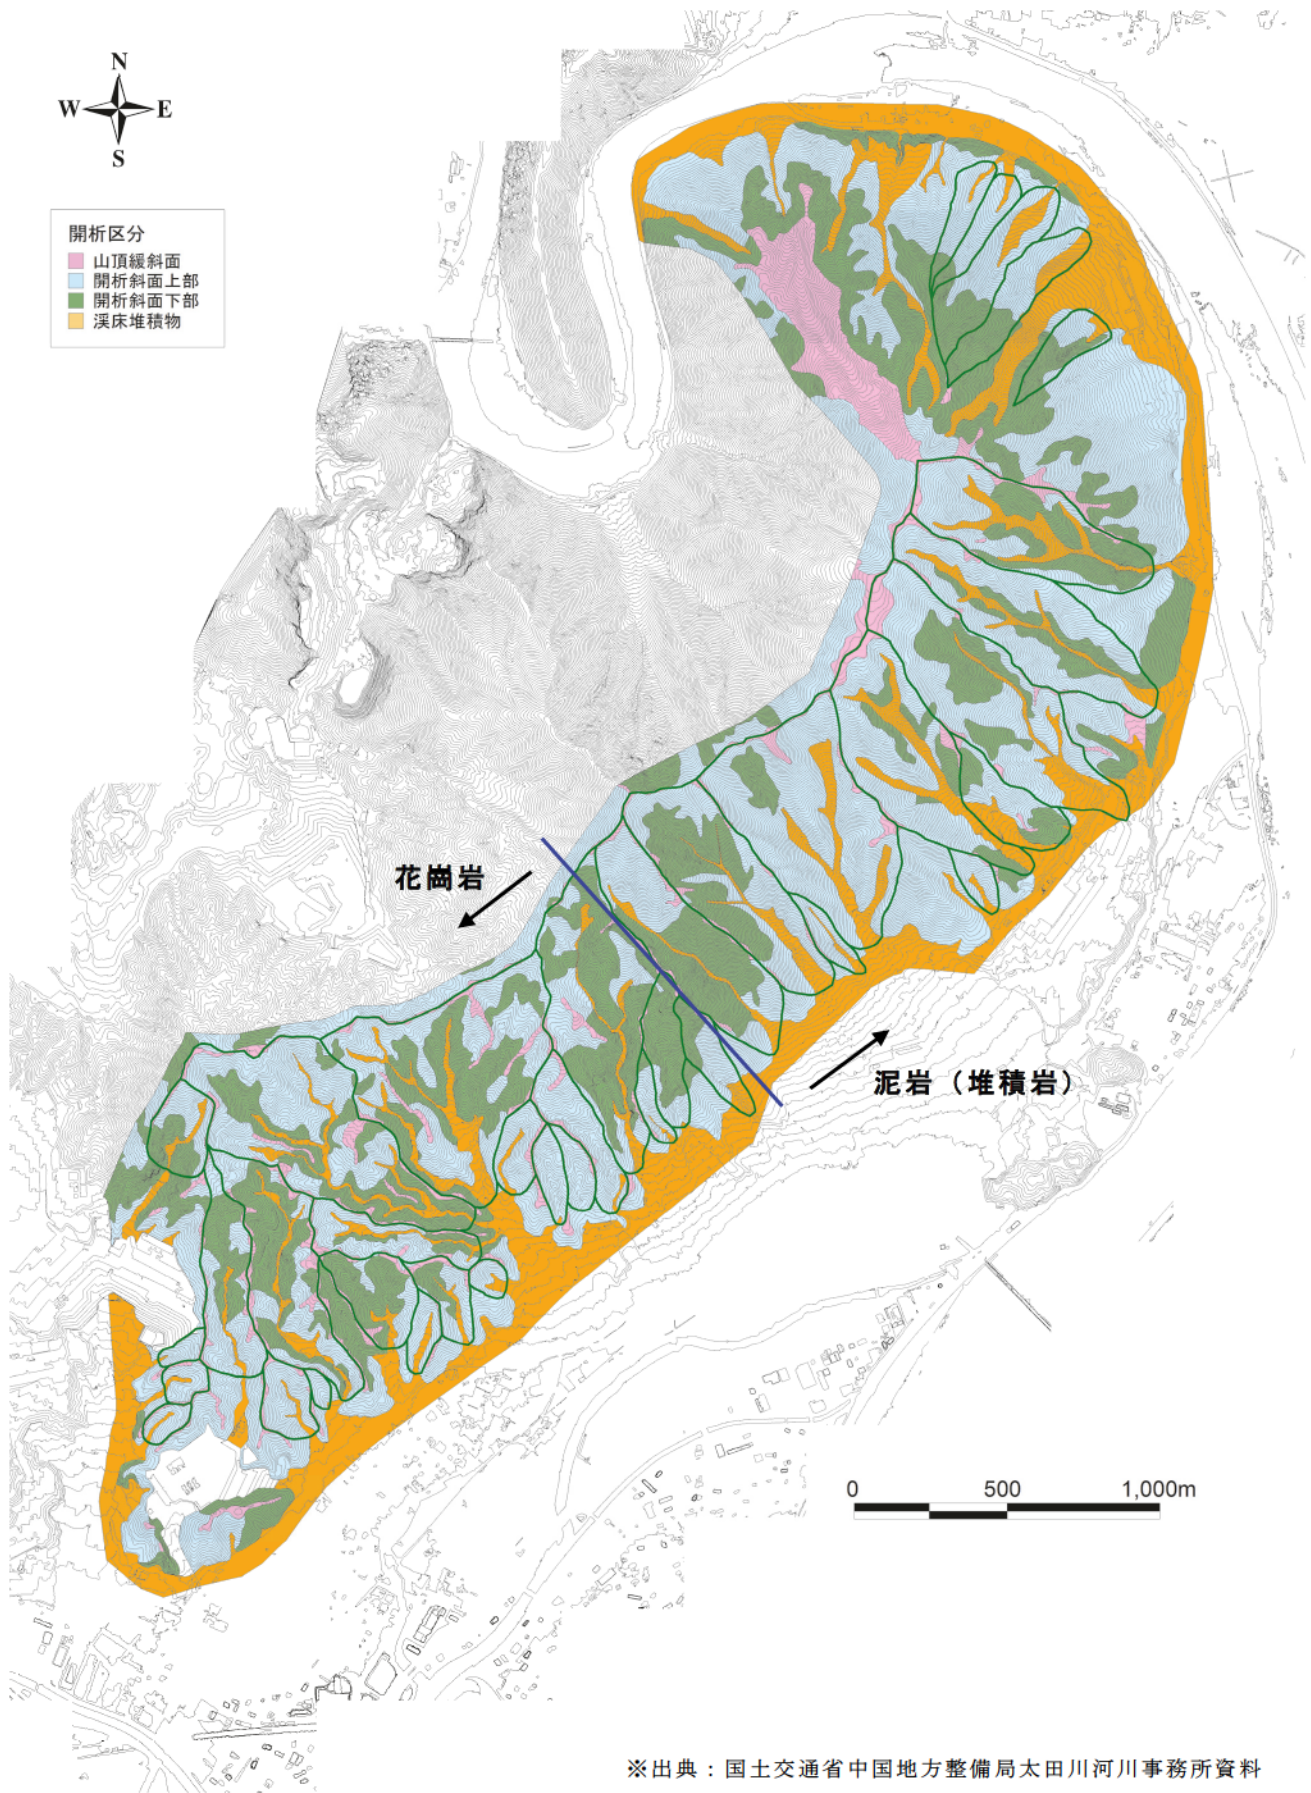 N
W E
S
開析区分
山頂緩斜面
開析斜面上部
開析斜面下部
渓床堆積物
花崗岩
泥岩（堆積岩）
0 500 1,000m
※出典：国土交通省中国地方整備局太田川河川事務所資料